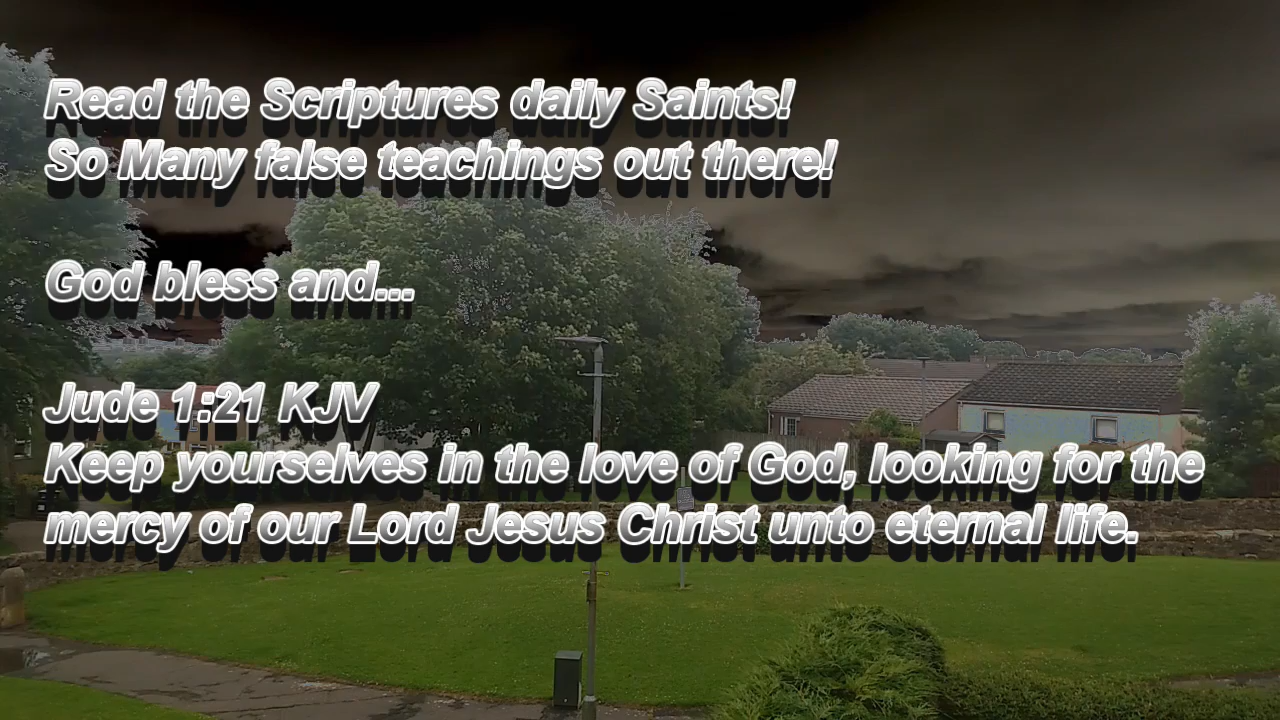 Read the Scriptures daily Saints!
So Many false teachings out there!
God bless and...
Jude 1:21 KJV
Keep yourselves in the love of God, looking for the
mercy of our Lord Jesus Christ unto eternal life.